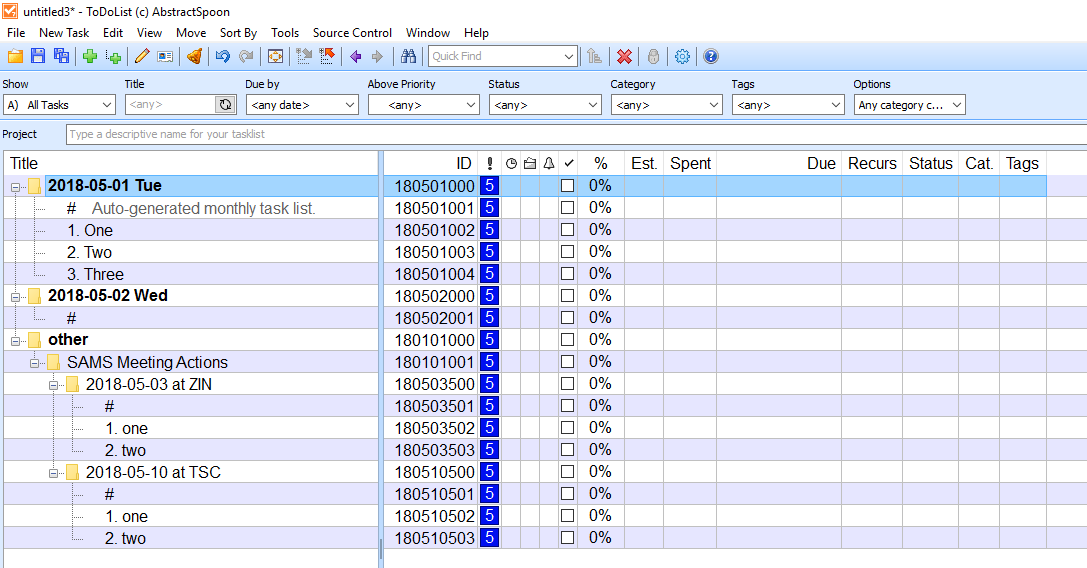 untitled3* - ToDoList (c) AbstractSpoon
File New Task Edit View Move Sort By Tools Source Control Window Help
Quick Find
Show Title Due by Above Priority Status Category Tags Options
A) All Tasks <any> <any date> <any> <any> <any> <any> Any category c...
Project Type a descriptive name for your tasklist
Title ID ! % Est. Spent Due Recurs Status Cat. Tags
2018-05-01 Tue 180501000 5 0%
# Auto-generated monthly task list. 180501001 5 0%
1. One 180501002 5 0%
2. Two 180501003 5 0%
3. Three 180501004 5 0%
2018-05-02 Wed 180502000 5 0%
# 180502001 5 0%
other 180101000 5 0%
SAMS Meeting Actions 180101001 5 0%
2018-05-03 at ZIN 180503500 5 0%
# 180503501 5 0%
1. one 180503502 5 0%
2. two 180503503 5 0%
2018-05-10 at TSC 180510500 5 0%
# 180510501 5 0%
1. one 180510502 5 0%
2. two 180510503 5 0%